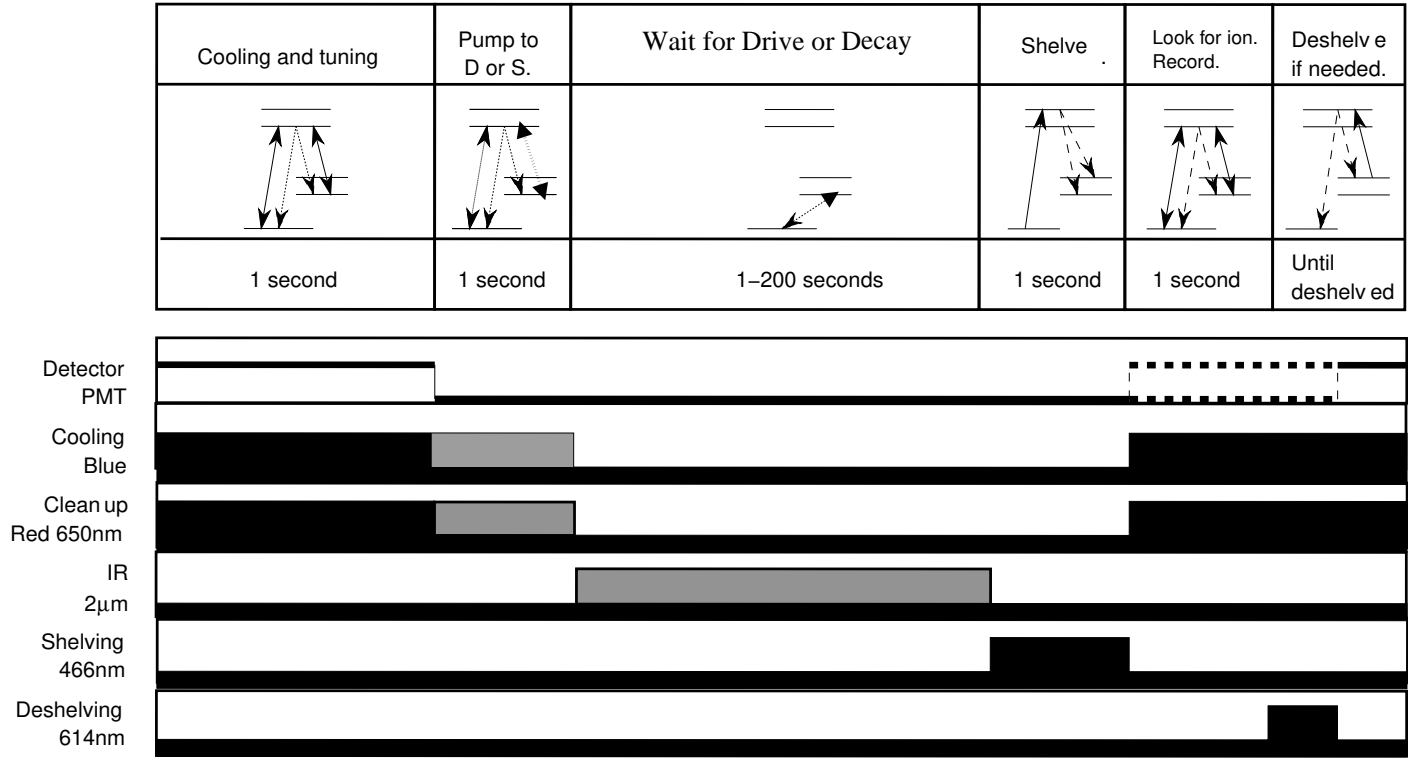 Cooling and tuning
Pump to
D or S.
Wait for Drive or Decay
Shelve
.
Look for ion.
Record.
Deshelv e
if needed.
1 second
1 second
1−200 seconds
1 second
1 second
Until
deshelv ed
Detector
PMT
Cooling
Blue
Clean up
Red 650nm
IR
2μm
Shelving
466nm
Deshelving
614nm